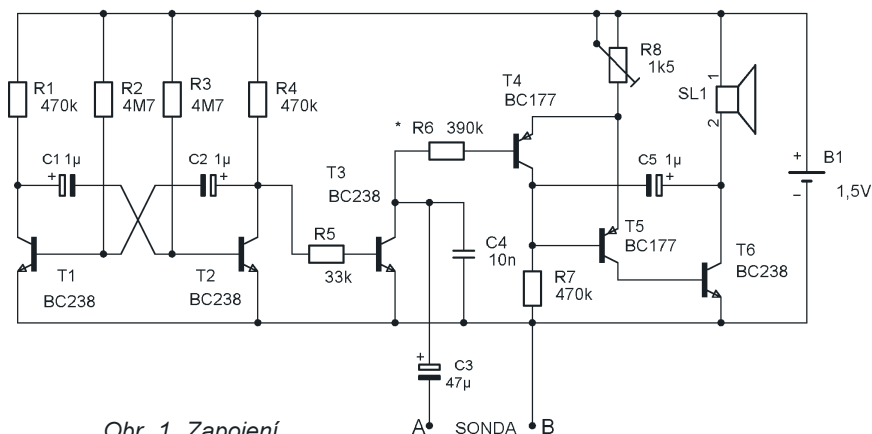 R1
470k
R2
4M7
R3
4M7
R4
470k
C1 1µ
+
C2 1µ
+
T1
BC238
T2
BC238
R5
33k
T3
BC238
* R6 390k
T4
BC177
R8
1k5
SL1
1
2
C5 1µ
+
+
B1
–
1,5V
C4
10n
R7
470k
T5
BC177
T6
BC238
+
C3
47µ
A SONDA B
Obr. 1. Zapojení